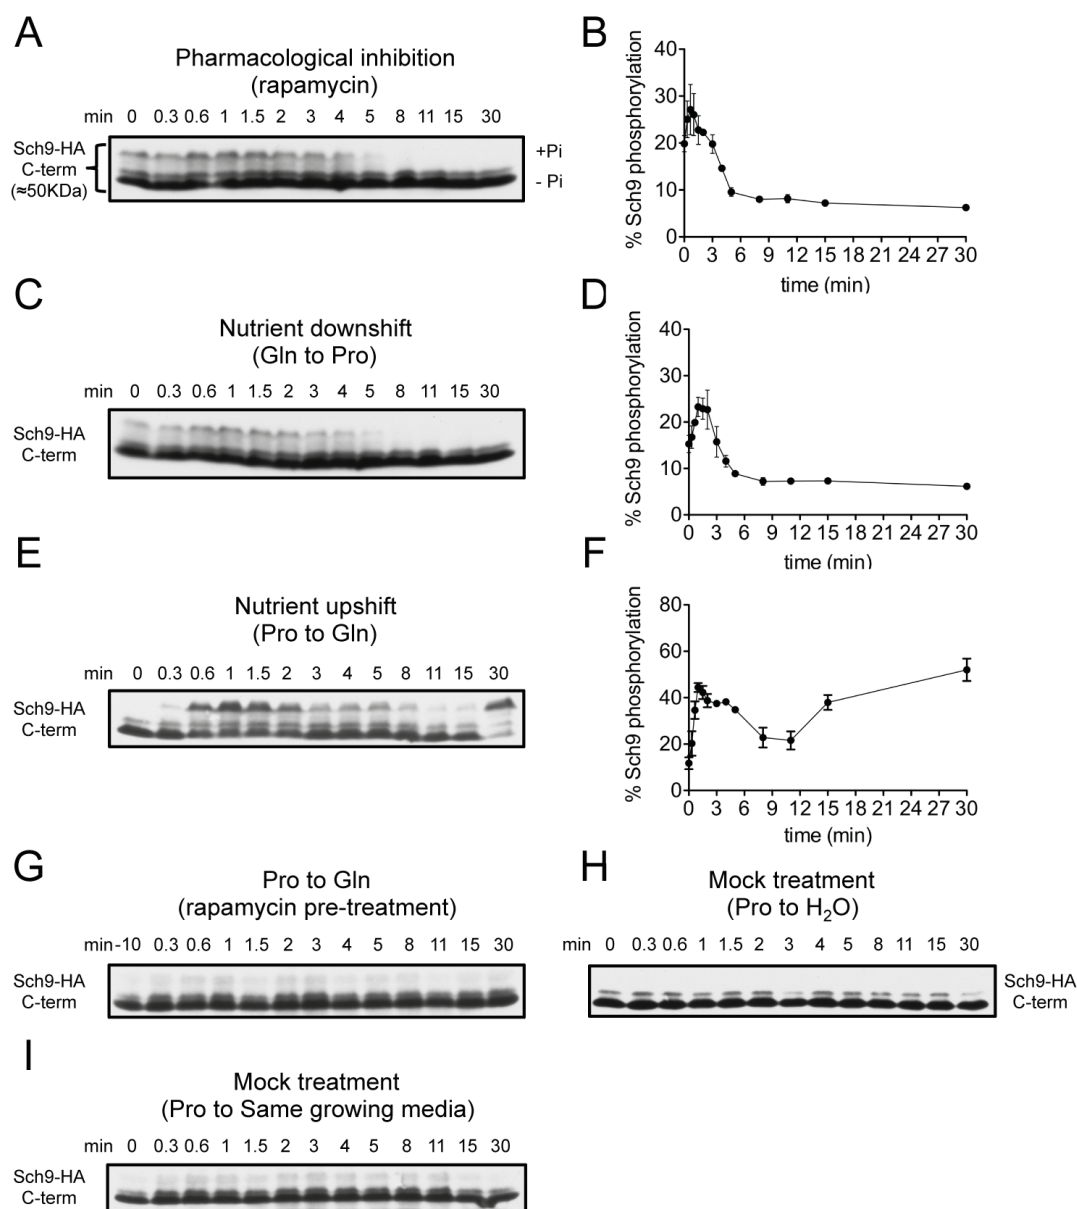 A
Pharmacological inhibition
(rapamycin)
min 0 0.3 0.6 1 1.5 2 3 4 5 8 11 15 30
Sch9-HA
C-term
(≈50KDa)
+Pi
- Pi
B
% Sch9 phosphorylation
40
30
20
10
0
0 3 6 9 12 15 18 21 24 27 30
time (min)
C
Nutrient downshift
(Gln to Pro)
min 0 0.3 0.6 1 1.5 2 3 4 5 8 11 15 30
Sch9-HA
C-term
D
% Sch9 phosphorylation
40
30
20
10
0
0 3 6 9 12 15 18 21 24 27 30
time (min)
E
Nutrient upshift
(Pro to Gln)
min 0 0.3 0.6 1 1.5 2 3 4 5 8 11 15 30
Sch9-HA
C-term
F
% Sch9 phosphorylation
80
60
40
20
0
0 3 6 9 12 15 18 21 24 27 30
time (min)
G
Pro to Gln
(rapamycin pre-treatment)
min -10 0.3 0.6 1 1.5 2 3 4 5 8 11 15 30
Sch9-HA
C-term
H
Mock treatment
(Pro to H₂O)
min 0 0.3 0.6 1 1.5 2 3 4 5 8 11 15 30
Sch9-HA
C-term
I
Mock treatment
(Pro to Same growing media)
min 0 0.3 0.6 1 1.5 2 3 4 5 8 11 15 30
Sch9-HA
C-term